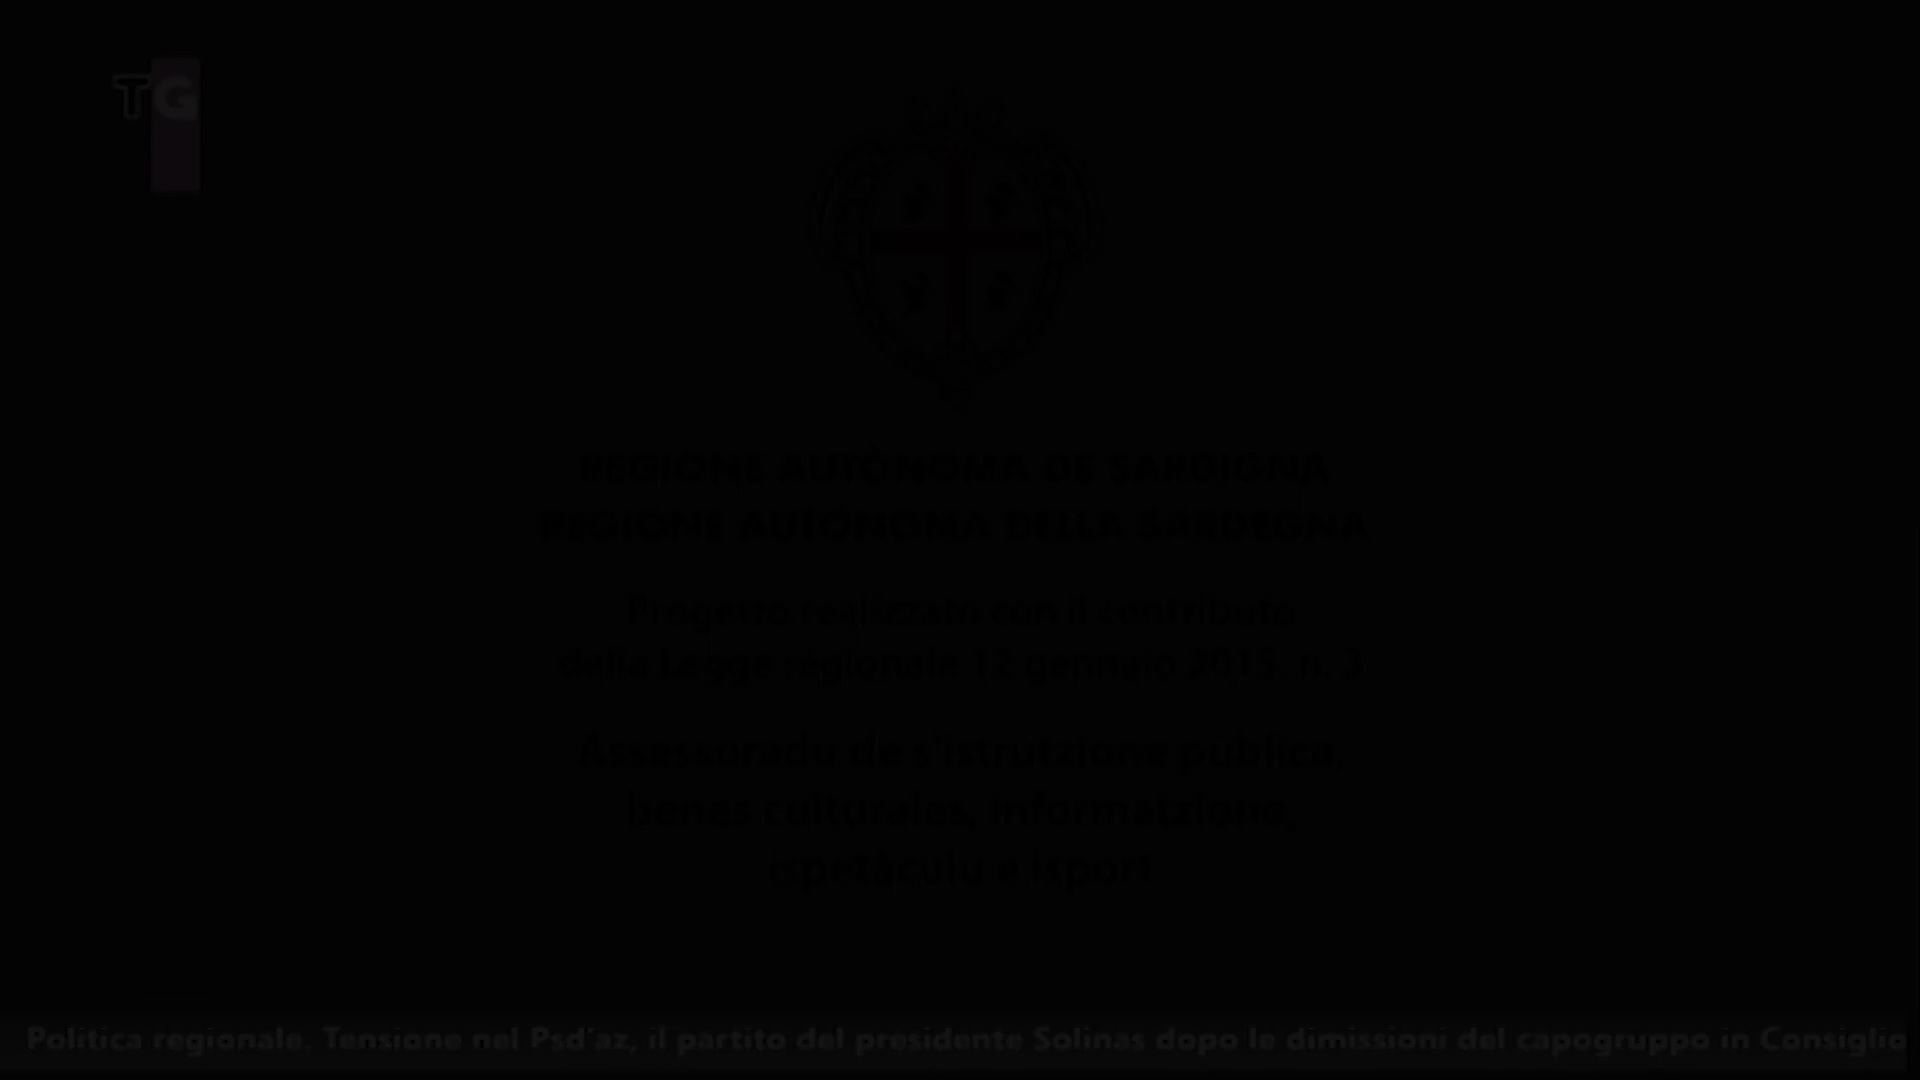 TG
REGIONE AUTÒNOMA DE SARDIGNA
REGIONE AUTONOMA DELLA SARDEGNA
Progetto realizzato con il contributo
della Legge regionale 12 gennaio 2015, n. 3
Assessoradu de s'istrutzione pùblica,
benes culturales, informatzione,
ispetàculu e isport
Politica regionale. Tensione nel Psd'az, il partito del presidente Solinas dopo le dimissioni del capogruppo in Consiglio